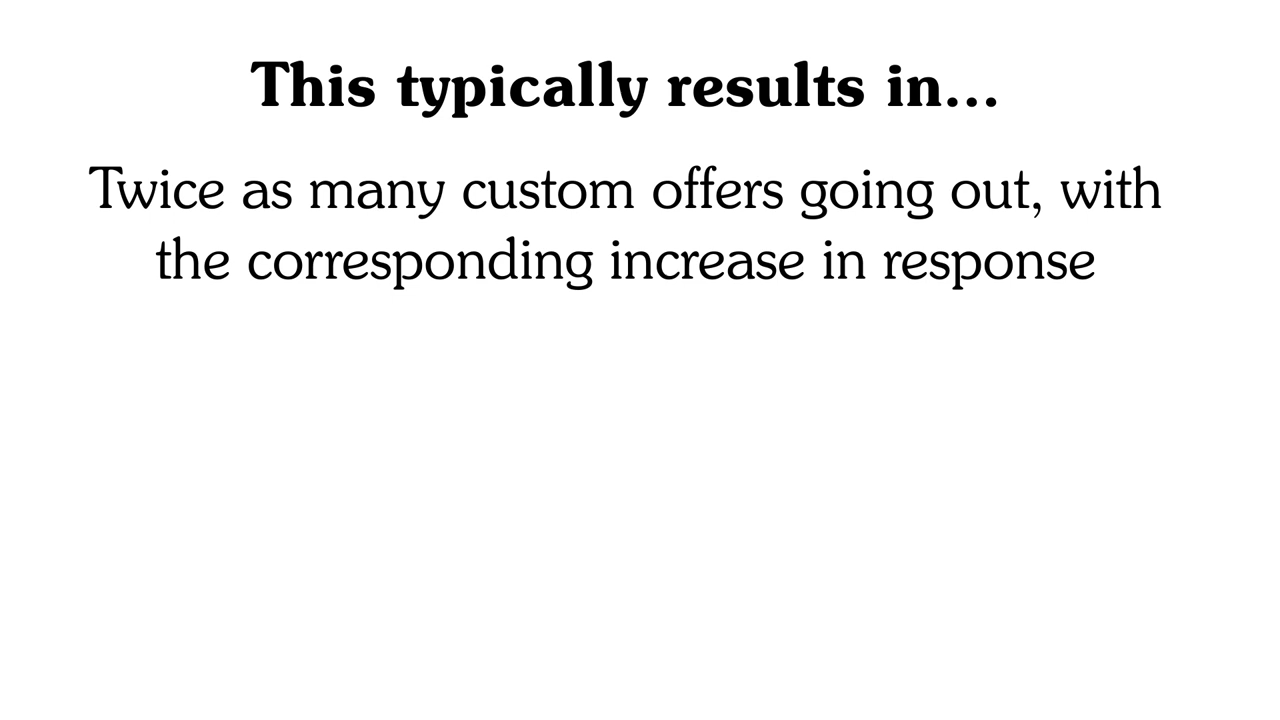 This typically results in...
Twice as many custom offers going out, with
the corresponding increase in response